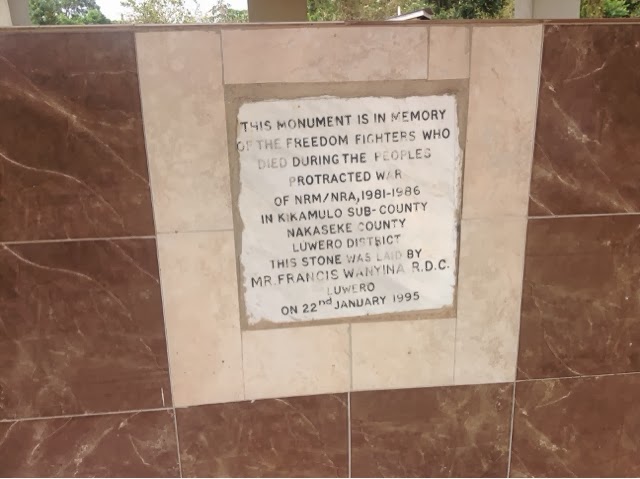 THIS MONUMENT IS IN MEMORY
OF THE FREEDOM FIGHTERS WHO
DIED DURING THE PEOPLES
PROTRACTED WAR
OF NRM/NRA, 1981-1986
IN KIKAMULO SUB-COUNTY
NAKASEKE COUNTY
LUWERO DISTRICT
THIS STONE WAS LAID BY
MR. FRANCIS WANYINA R.D.C.
LUWERO
ON 22nd JANUARY 1995